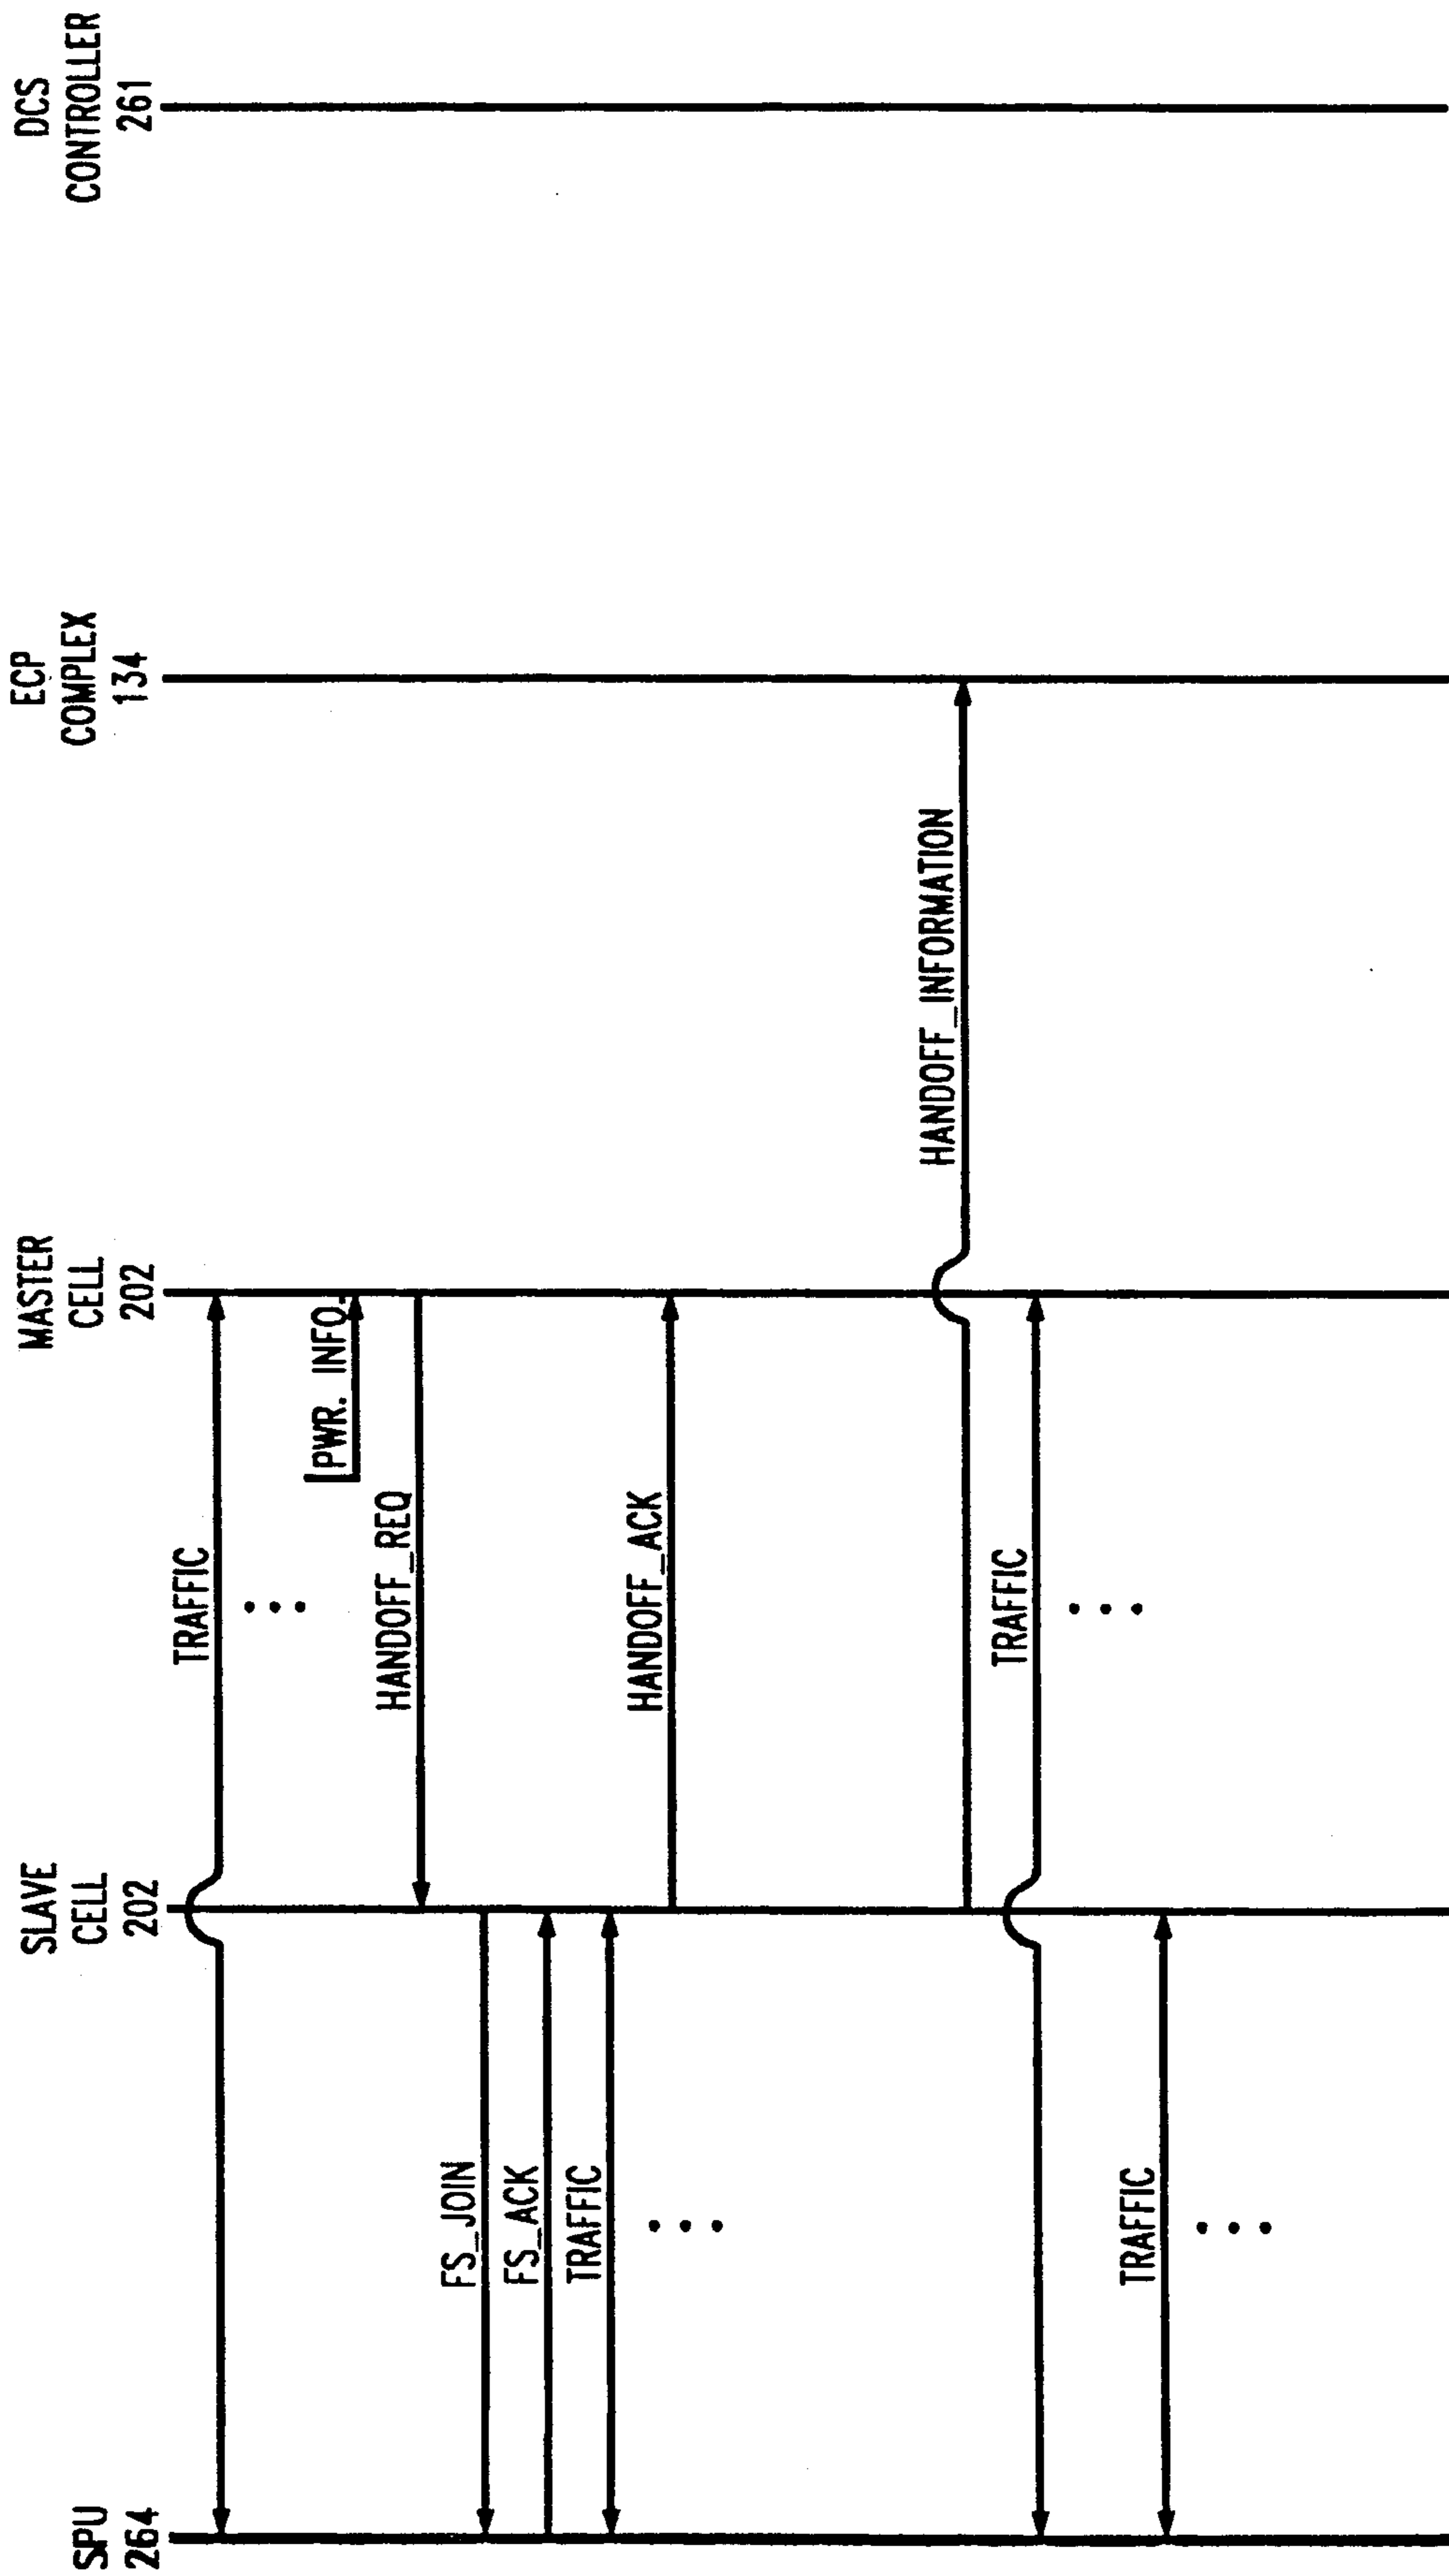 SPU
264
SLAVE
CELL
202
MASTER
CELL
202
ECP
COMPLEX
134
DCS
CONTROLLER
261
TRAFFIC
PWR. INFO.
HANDOFF_REQ
FS_JOIN
FS_ACK
TRAFFIC
HANDOFF_ACK
HANDOFF_INFORMATION
TRAFFIC
TRAFFIC